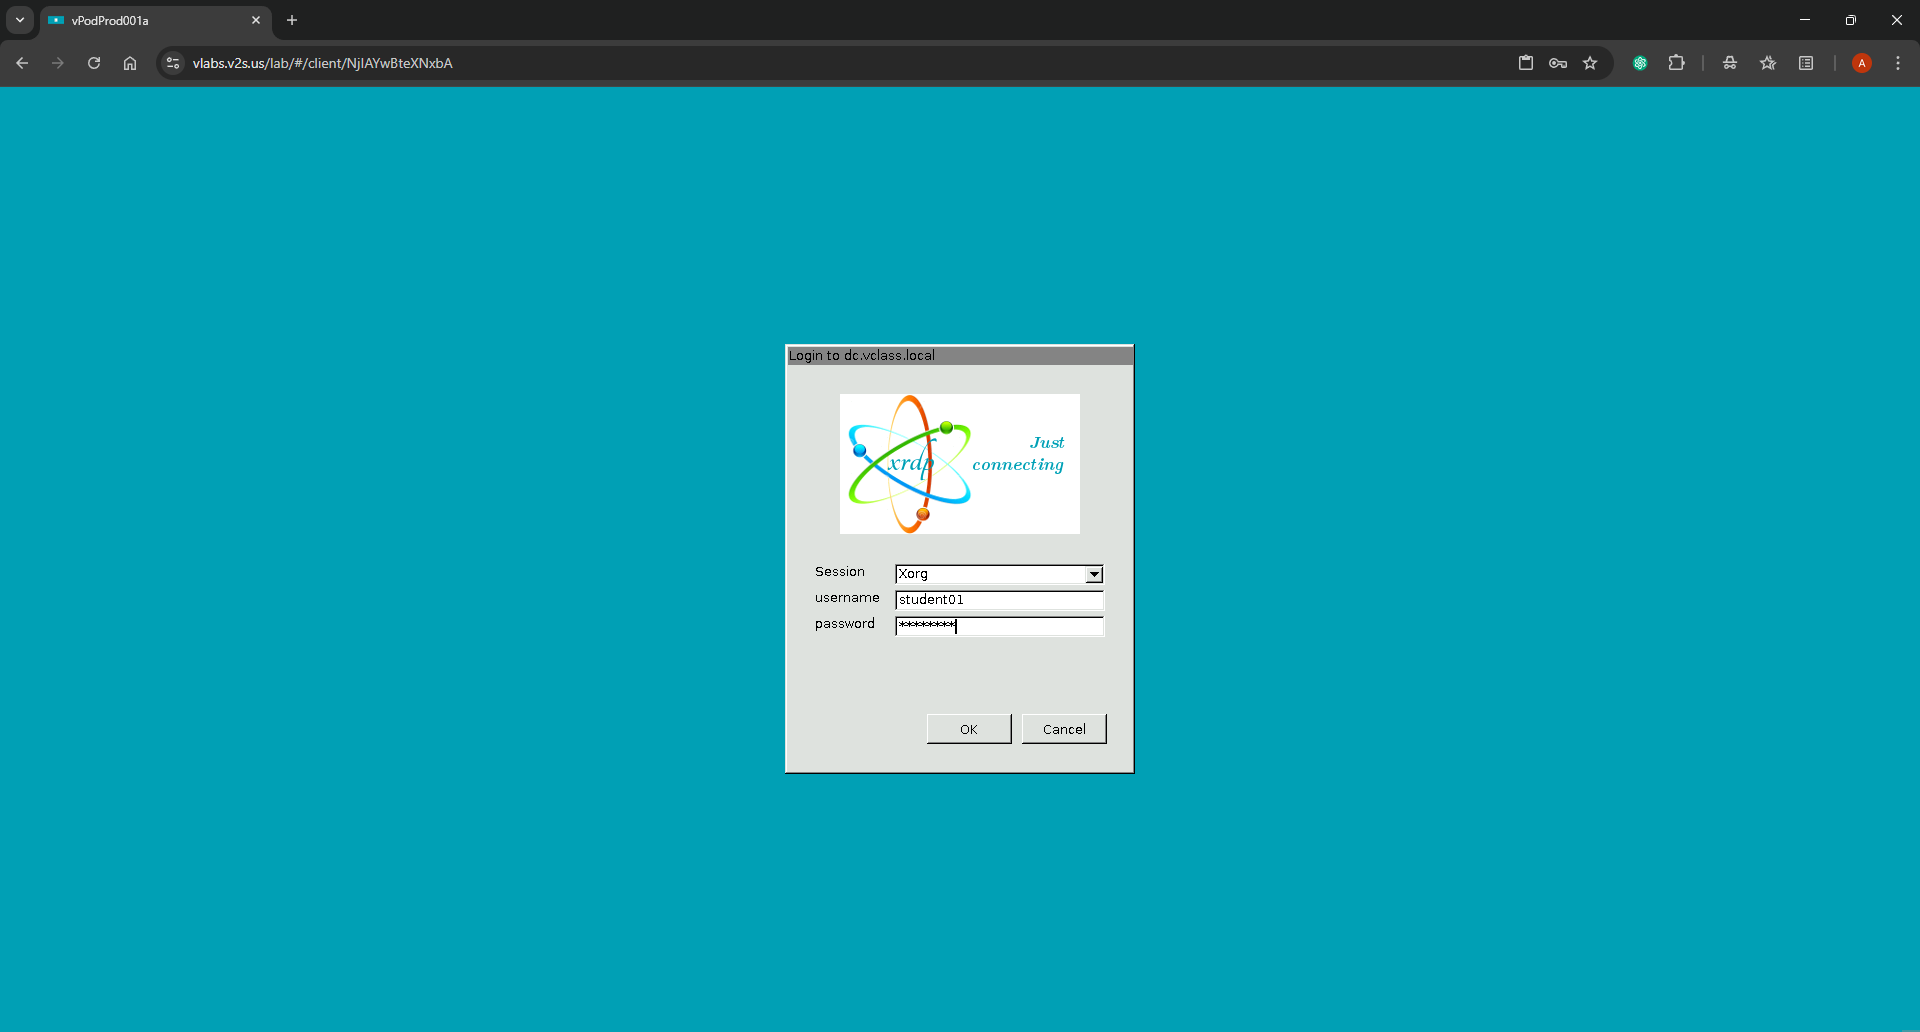 vPodProd001a
vlabs.v2s.us/lab/#/client/NjIAYwBteXNxbA
A
Login to dc.vclass.local
xrdp
Just
connecting
Session
Xorg
username
student01
password
********
OK
Cancel